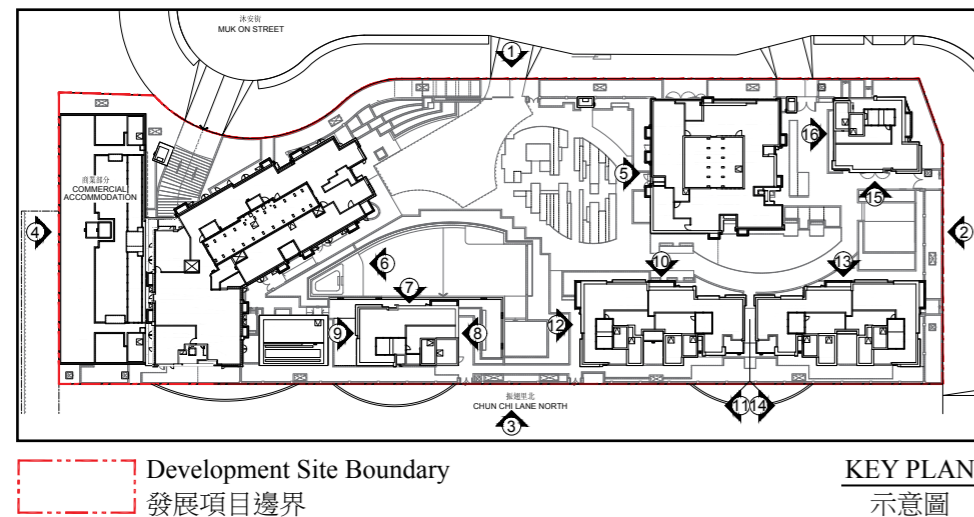 沐安街
MUK ON STREET
1
16
商業部分
COMMERCIAL
ACCOMMODATION
5
15
4
2
6
10
13
7
12
9
8
振迴里北
CHUN CHI LANE NORTH
11 14
3
Development Site Boundary
發展項目邊界
KEY PLAN
示意圖